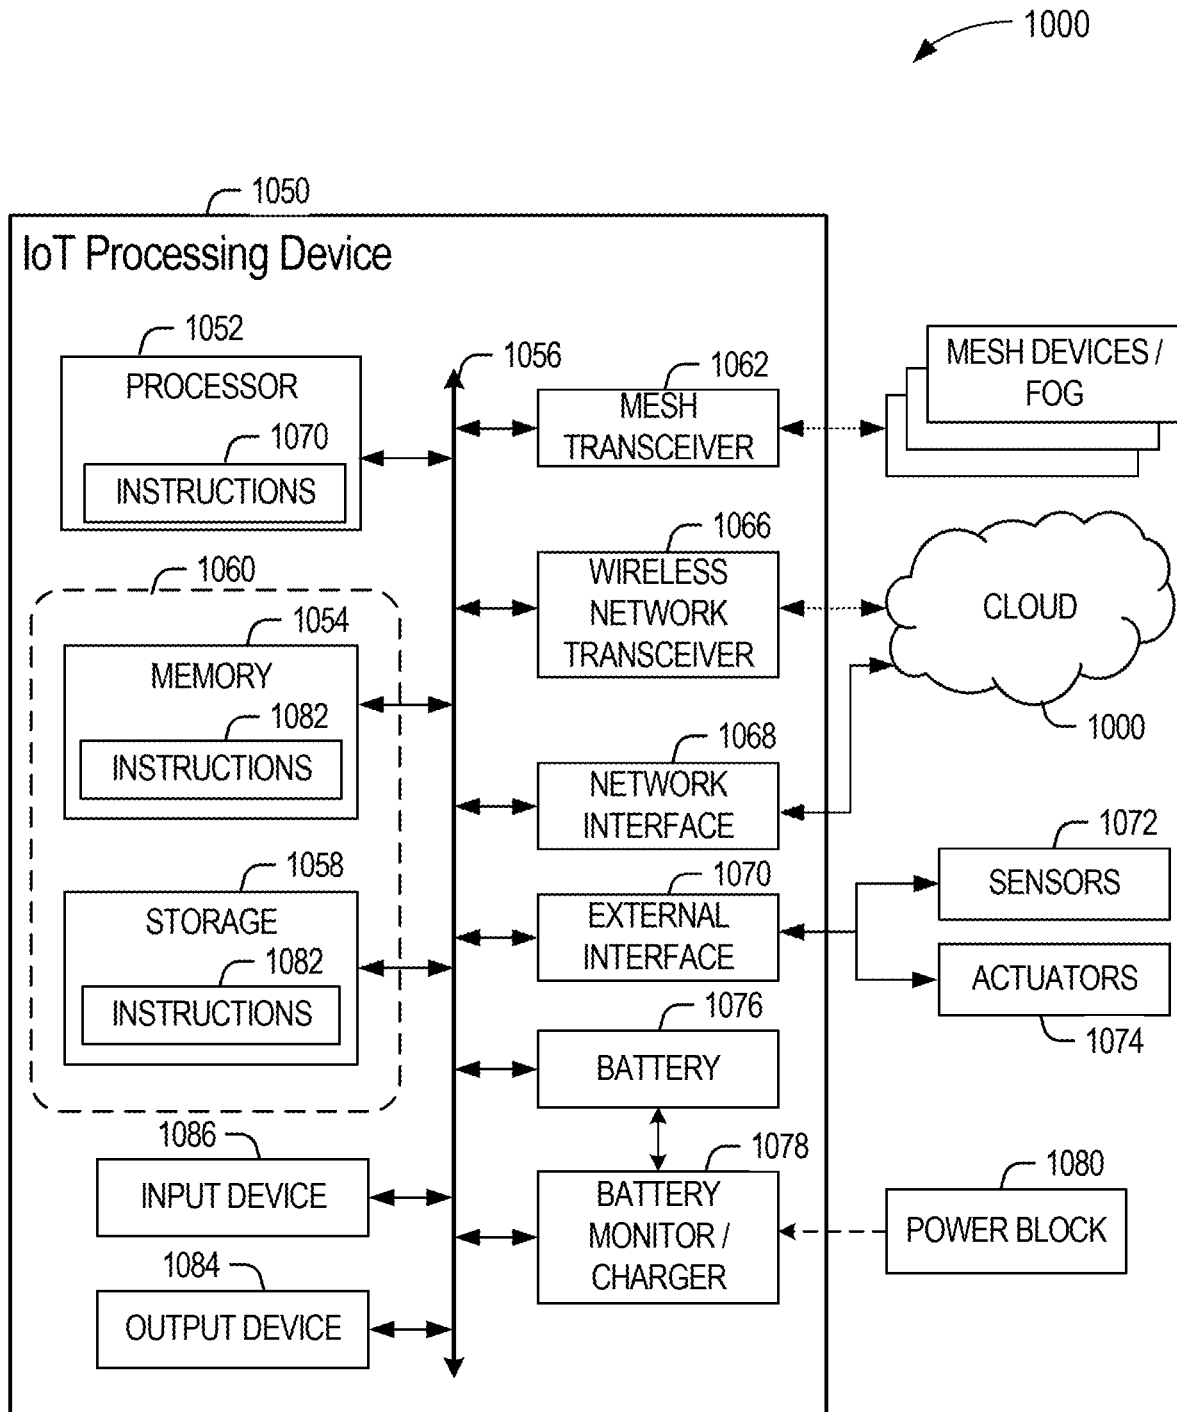 1000
1050
IoT Processing Device
1052
PROCESSOR
1070
INSTRUCTIONS
1060
1054
MEMORY
1082
INSTRUCTIONS
1058
STORAGE
1082
INSTRUCTIONS
1086
INPUT DEVICE
1084
OUTPUT DEVICE
1056
1062
MESH
TRANSCEIVER
1066
WIRELESS
NETWORK
TRANSCEIVER
1068
NETWORK
INTERFACE
1070
EXTERNAL
INTERFACE
1076
BATTERY
1078
BATTERY
MONITOR /
CHARGER
MESH DEVICES /
FOG
CLOUD
1000
1072
SENSORS
ACTUATORS
1074
1080
POWER BLOCK